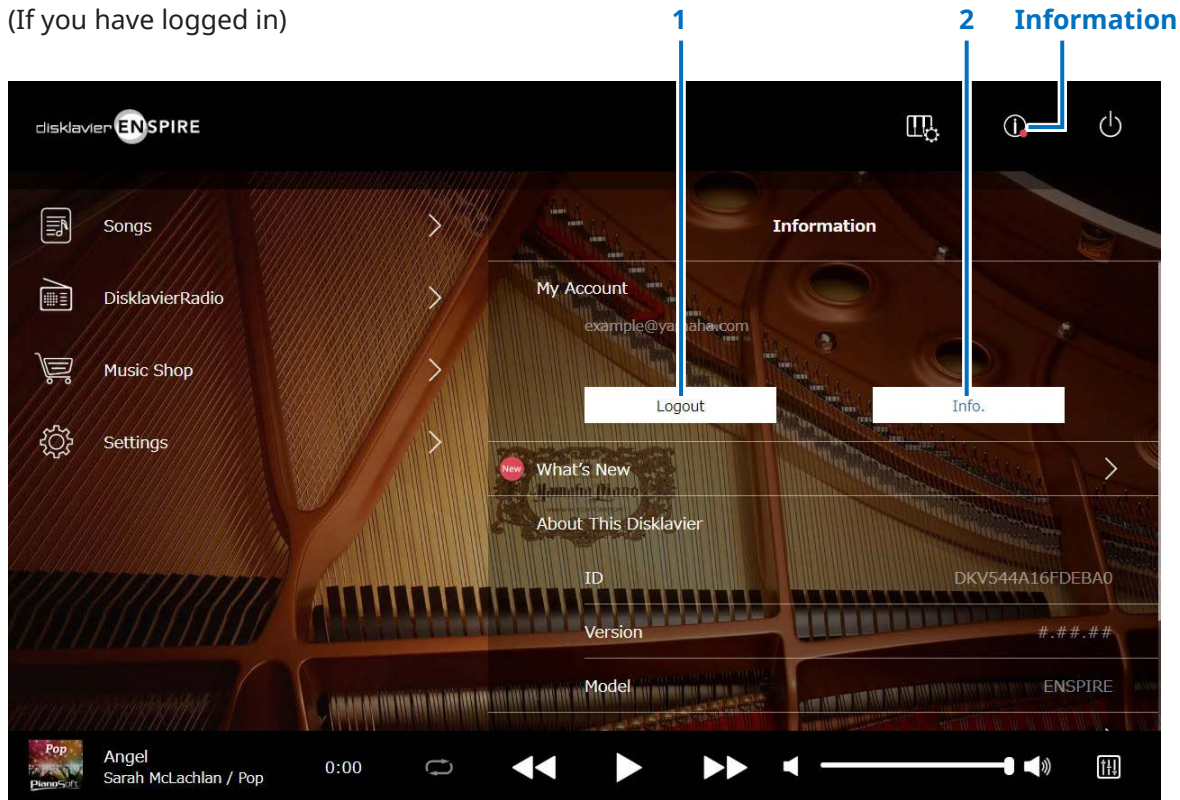 (If you have logged in)
1
2
Information
disklavier ENSPIRE
Songs
DisklavierRadio
Music Shop
Settings
Information
My Account
example@yamaha.com
Logout
Info.
New
What's New
Yamaha Piano
About This Disklavier
ID
DKV544A16FDEBA0
Version
#.##.##
Model
ENSPIRE
Pop
PianoSoft
Angel
Sarah McLachlan / Pop
0:00